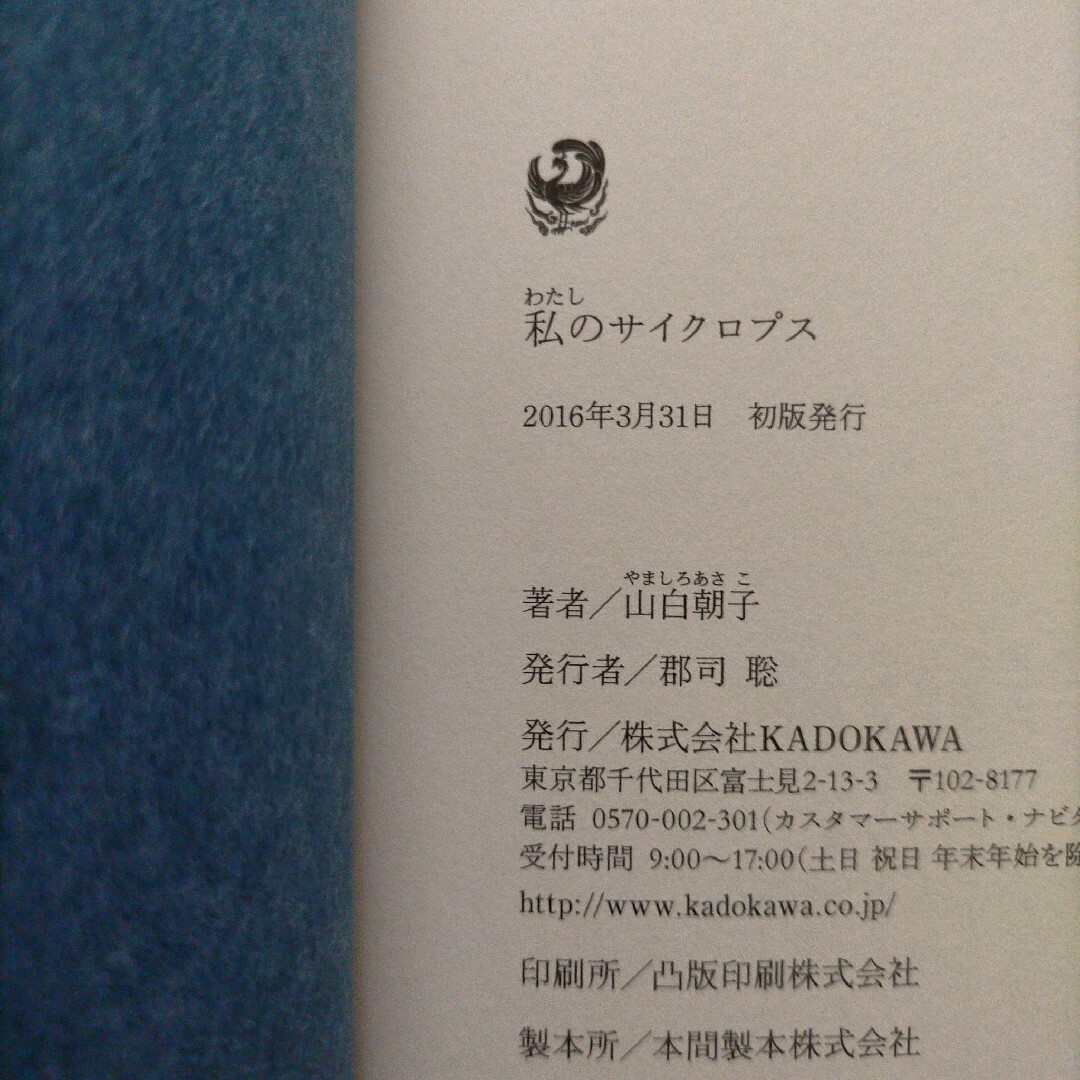 わたし
私のサイクロプス
2016年3月31日　初版発行
やましろあさ こ
著者／山白朝子
発行者／郡司 聡
発行／株式会社KADOKAWA
東京都千代田区富士見2-13-3　〒102-8177
電話 0570-002-301(カスタマーサポート・ナビダ
受付時間 9:00〜17:00(土日 祝日 年末年始を除
http://www.kadokawa.co.jp/
印刷所／凸版印刷株式会社
製本所／本間製本株式会社